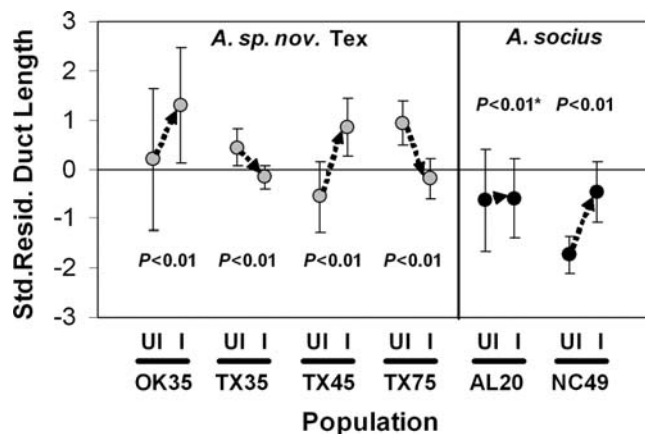 A. sp. nov. Tex A. socius
3
2
1
0
-1
-2
-3
Std.Resid. Duct Length
P<0.01* P<0.01
P<0.01 P<0.01 P<0.01 P<0.01
UI I UI I UI I UI I UI I UI I
OK35 TX35 TX45 TX75 AL20 NC49
Population